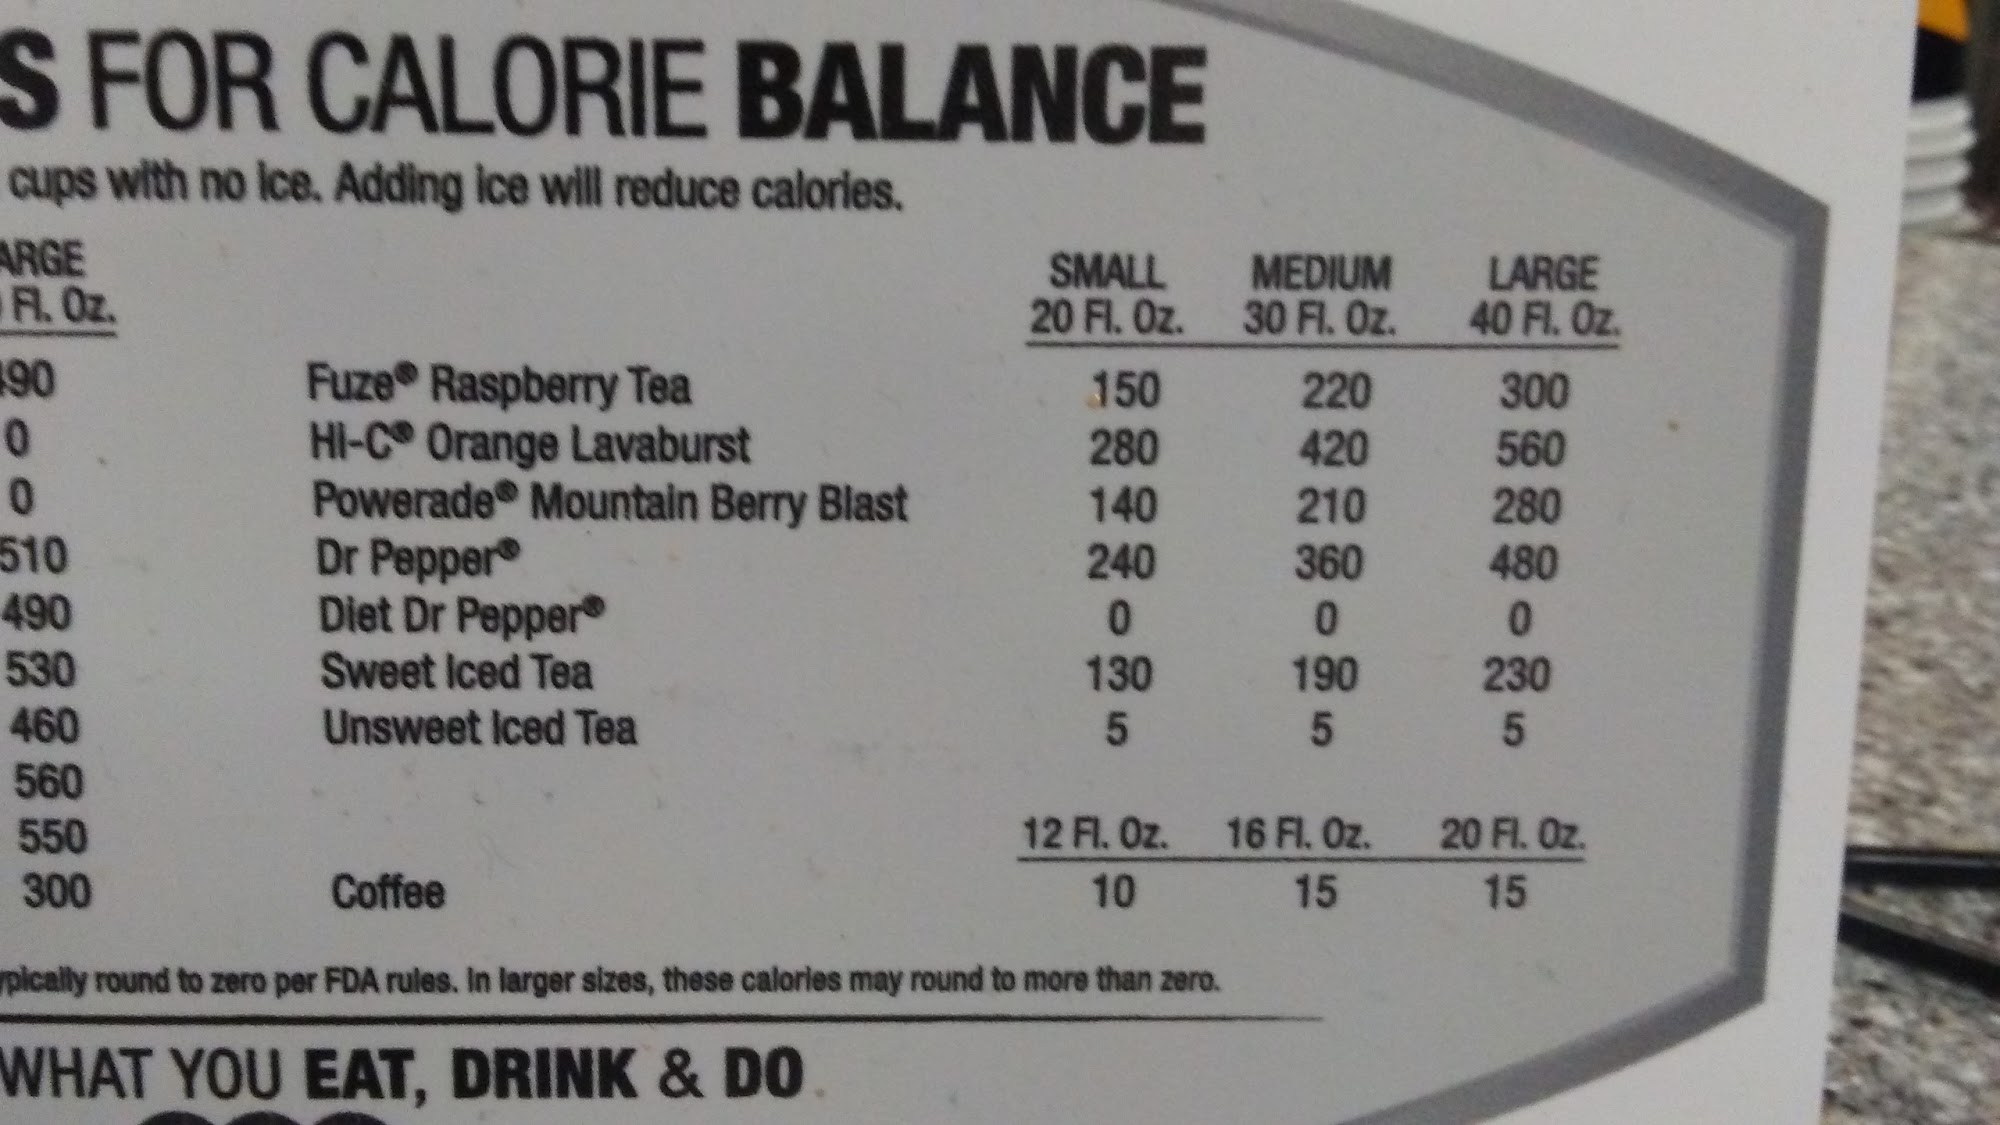 S FOR CALORIE BALANCE
cups with no ice. Adding ice will reduce calories.
ARGE
Fl. Oz.
490
0
0
510
490
530
460
560
550
300
SMALL MEDIUM LARGE
20 Fl. Oz. 30 Fl. Oz. 40 Fl. Oz.
Fuze® Raspberry Tea 150 220 300
Hi-C® Orange Lavaburst 280 420 560
Powerade® Mountain Berry Blast 140 210 280
Dr Pepper® 240 360 480
Diet Dr Pepper® 0 0 0
Sweet Iced Tea 130 190 230
Unsweet Iced Tea 5 5 5
12 Fl. Oz. 16 Fl. Oz. 20 Fl. Oz.
Coffee 10 15 15
ypically round to zero per FDA rules. In larger sizes, these calories may round to more than zero.
WHAT YOU EAT, DRINK & DO